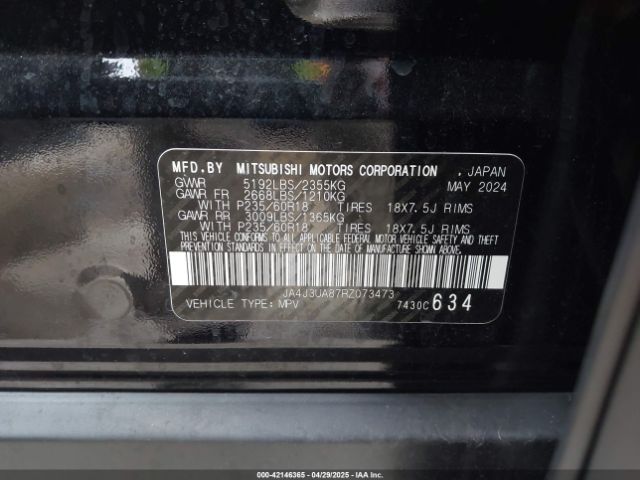 MFD.BY MITSUBISHI MOTORS CORPORATION , JAPAN
GVWR 5192LBS/2355KG MAY 2024
GAWR FR 2668LBS/1210KG
WITH P235/60R18 TIRES 18X7.5J RIMS
GAWR RR 3009LBS/1365KG
WITH P235/60R18 TIRES 18X7.5J RIMS
THIS VEHICLE CONFORMS TO ALL APPLICABLE FEDERAL MOTOR VEHICLE SAFETY AND THEFT
PREVENTION STANDARDS IN EFFECT ON THE DATE OF MANUFACTURE SHOWN ABOVE.
JA4J3UA87RZ073473
VEHICLE TYPE: MPV 7430C 634
000-42146365 - 04/29/2025 - IAAI.com